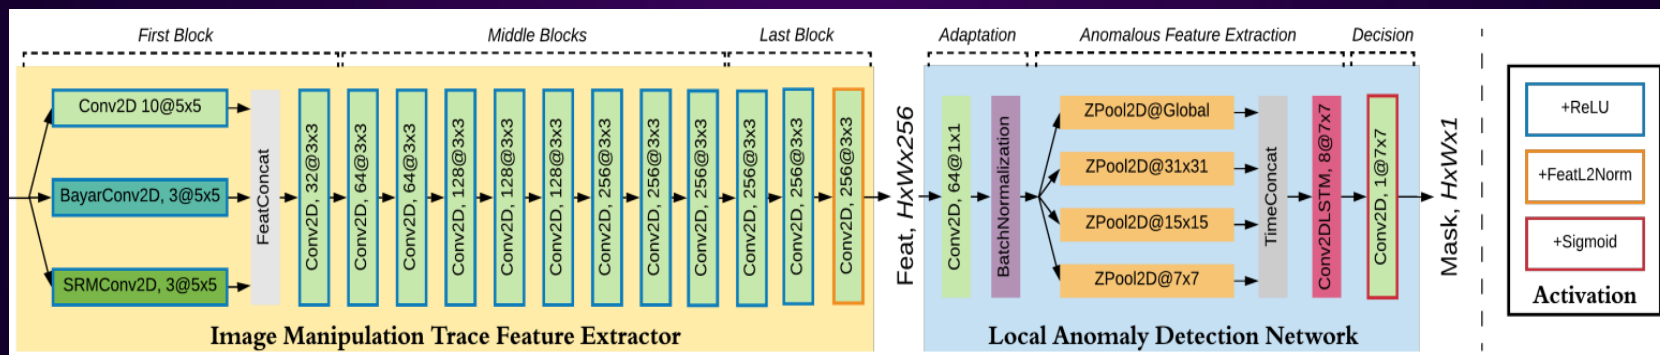 First Block
Middle Blocks
Last Block
Adaptation
Anomalous Feature Extraction
Decision
Conv2D 10@5x5
BayarConv2D, 3@5x5
SRMConv2D, 3@5x5
FeatConcat
Conv2D, 32@3x3
Conv2D, 64@3x3
Conv2D, 64@3x3
Conv2D, 128@3x3
Conv2D, 128@3x3
Conv2D, 128@3x3
Conv2D, 256@3x3
Conv2D, 256@3x3
Conv2D, 256@3x3
Conv2D, 256@3x3
Conv2D, 256@3x3
Conv2D, 256@3x3
Image Manipulation Trace Feature Extractor
Feat, HxWx256
Conv2D, 64@1x1
BatchNormalization
ZPool2D@Global
ZPool2D@31x31
ZPool2D@15x15
ZPool2D@7x7
TimeConcat
Conv2DLSTM, 8@7x7
Conv2D, 1@7x7
Local Anomaly Detection Network
Mask, HxWx1
+ReLU
+FeatL2Norm
+Sigmoid
Activation